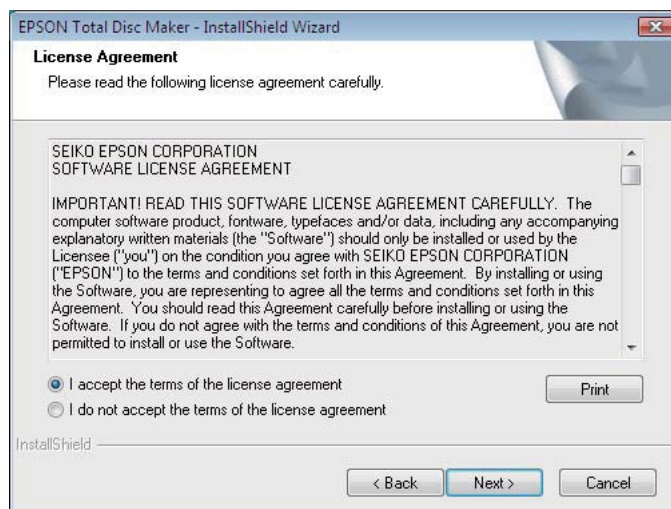 EPSON Total Disc Maker - InstallShield Wizard
License Agreement
Please read the following license agreement carefully.
SEIKO EPSON CORPORATION
SOFTWARE LICENSE AGREEMENT
IMPORTANT! READ THIS SOFTWARE LICENSE AGREEMENT CAREFULLY. The
computer software product, fontware, typefaces and/or data, including any accompanying
explanatory written materials (the "Software") should only be installed or used by the
Licensee ("you") on the condition you agree with SEIKO EPSON CORPORATION
("EPSON") to the terms and conditions set forth in this Agreement. By installing or using
the Software, you are representing to agree all the terms and conditions set forth in this
Agreement. You should read this Agreement carefully before installing or using the
Software. If you do not agree with the terms and conditions of this Agreement, you are not
permitted to install or use the Software.
I accept the terms of the license agreement
Print
I do not accept the terms of the license agreement
InstallShield
< Back Next > Cancel